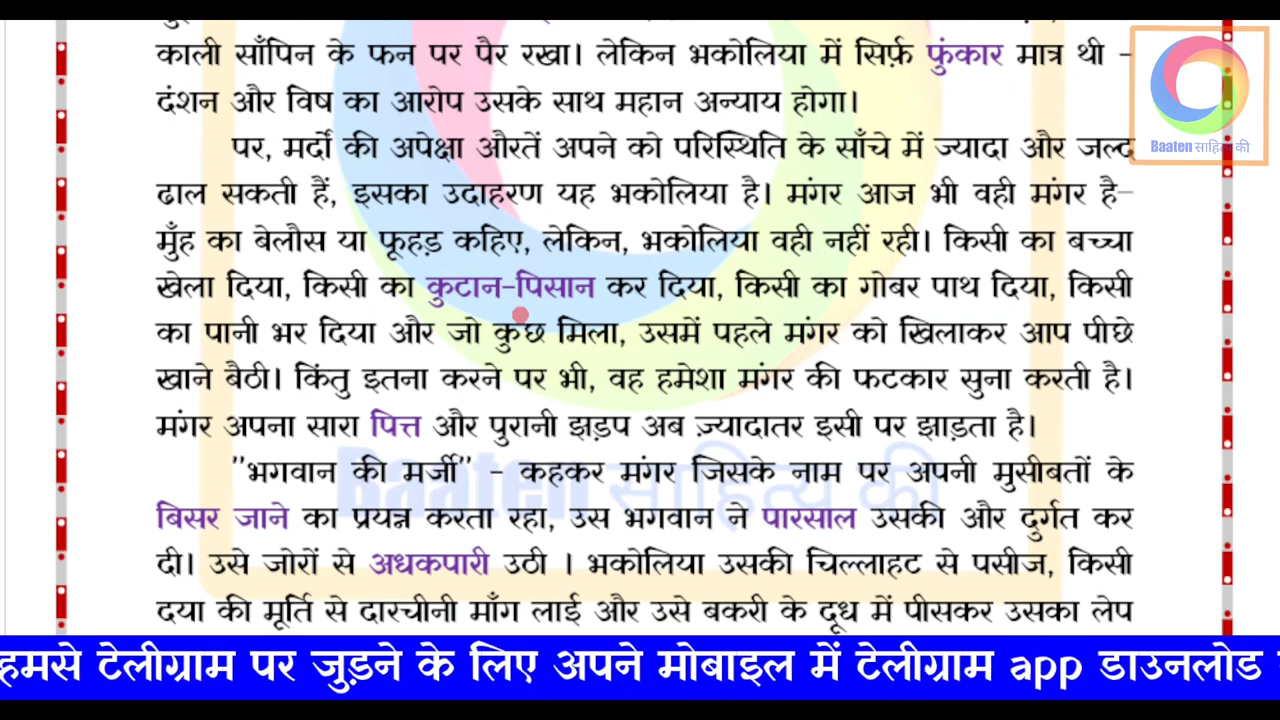 काली साँपिन के फन पर पैर रखा। लेकिन भकोलिया में सिर्फ़ फुंकार मात्र थी -
दंशन और विष का आरोप उसके साथ महान अन्याय होगा।
Baaten साहित्य की
पर, मर्दों की अपेक्षा औरतें अपने को परिस्थिति के साँचे में ज्यादा और जल्द
ढाल सकती हैं, इसका उदाहरण यह भकोलिया है। मंगर आज भी वही मंगर है–
मुँह का बेलौस या फूहड़ कहिए, लेकिन, भकोलिया वही नहीं रही। किसी का बच्चा
खेला दिया, किसी का कुटान-पिसान कर दिया, किसी का गोबर पाथ दिया, किसी
का पानी भर दिया और जो कुछ मिला, उसमें पहले मंगर को खिलाकर आप पीछे
खाने बैठी। किंतु इतना करने पर भी, वह हमेशा मंगर की फटकार सुना करती है।
मंगर अपना सारा पित्त और पुरानी झड़प अब ज़्यादातर इसी पर झाड़ता है।
"भगवान की मर्जी" - कहकर मंगर जिसके नाम पर अपनी मुसीबतों के
Baaten साहित्य की
बिसर जाने का प्रयत्न करता रहा, उस भगवान ने पारसाल उसकी और दुर्गत कर
दी। उसे जोरों से अधकपारी उठी । भकोलिया उसकी चिल्लाहट से पसीज, किसी
दया की मूर्ति से दारचीनी माँग लाई और उसे बकरी के दूध में पीसकर उसका लेप
हमसे टेलीग्राम पर जुड़ने के लिए अपने मोबाइल में टेलीग्राम app डाउनलोड